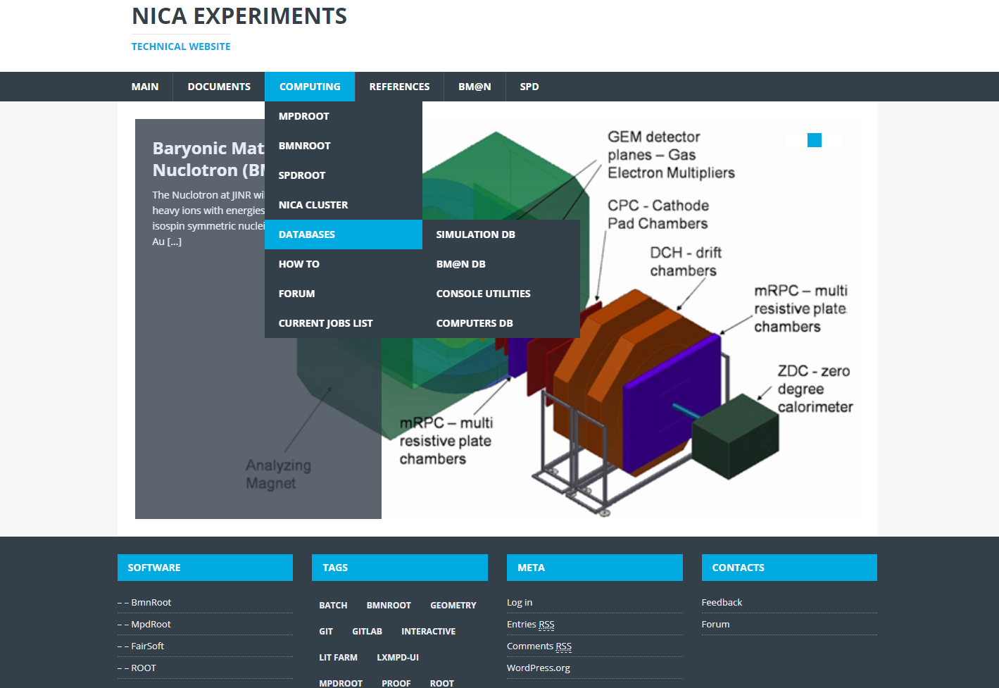 NICA EXPERIMENTS
TECHNICAL WEBSITE
MAIN DOCUMENTS COMPUTING REFERENCES BM@N SPD
MPDROOT
BMNROOT
SPDROOT
NICA CLUSTER
DATABASES
HOW TO
FORUM
CURRENT JOBS LIST
SIMULATION DB
BM@N DB
CONSOLE UTILITIES
COMPUTERS DB
Baryonic Mat
Nuclotron (BM
The Nuclotron at JINR wi
heavy ions with energies
isospin symmetric nuclei
Au [...]
GEM detector
planes – Gas
Electron Multipliers
CPC - Cathode
Pad Chambers
DCH - drift
chambers
mRPC – multi
resistive plate
chambers
ZDC - zero
degree
calorimeter
mRPC – multi
resistive plate
chambers
Analyzing
Magnet
SOFTWARE
– – BmnRoot
– – MpdRoot
– – FairSoft
– – ROOT
TAGS
BATCH BMNROOT GEOMETRY
GIT GITLAB INTERACTIVE
LIT FARM LXMPD-UI
MPDROOT PROOF ROOT
META
Log in
Entries RSS
Comments RSS
WordPress.org
CONTACTS
Feedback
Forum